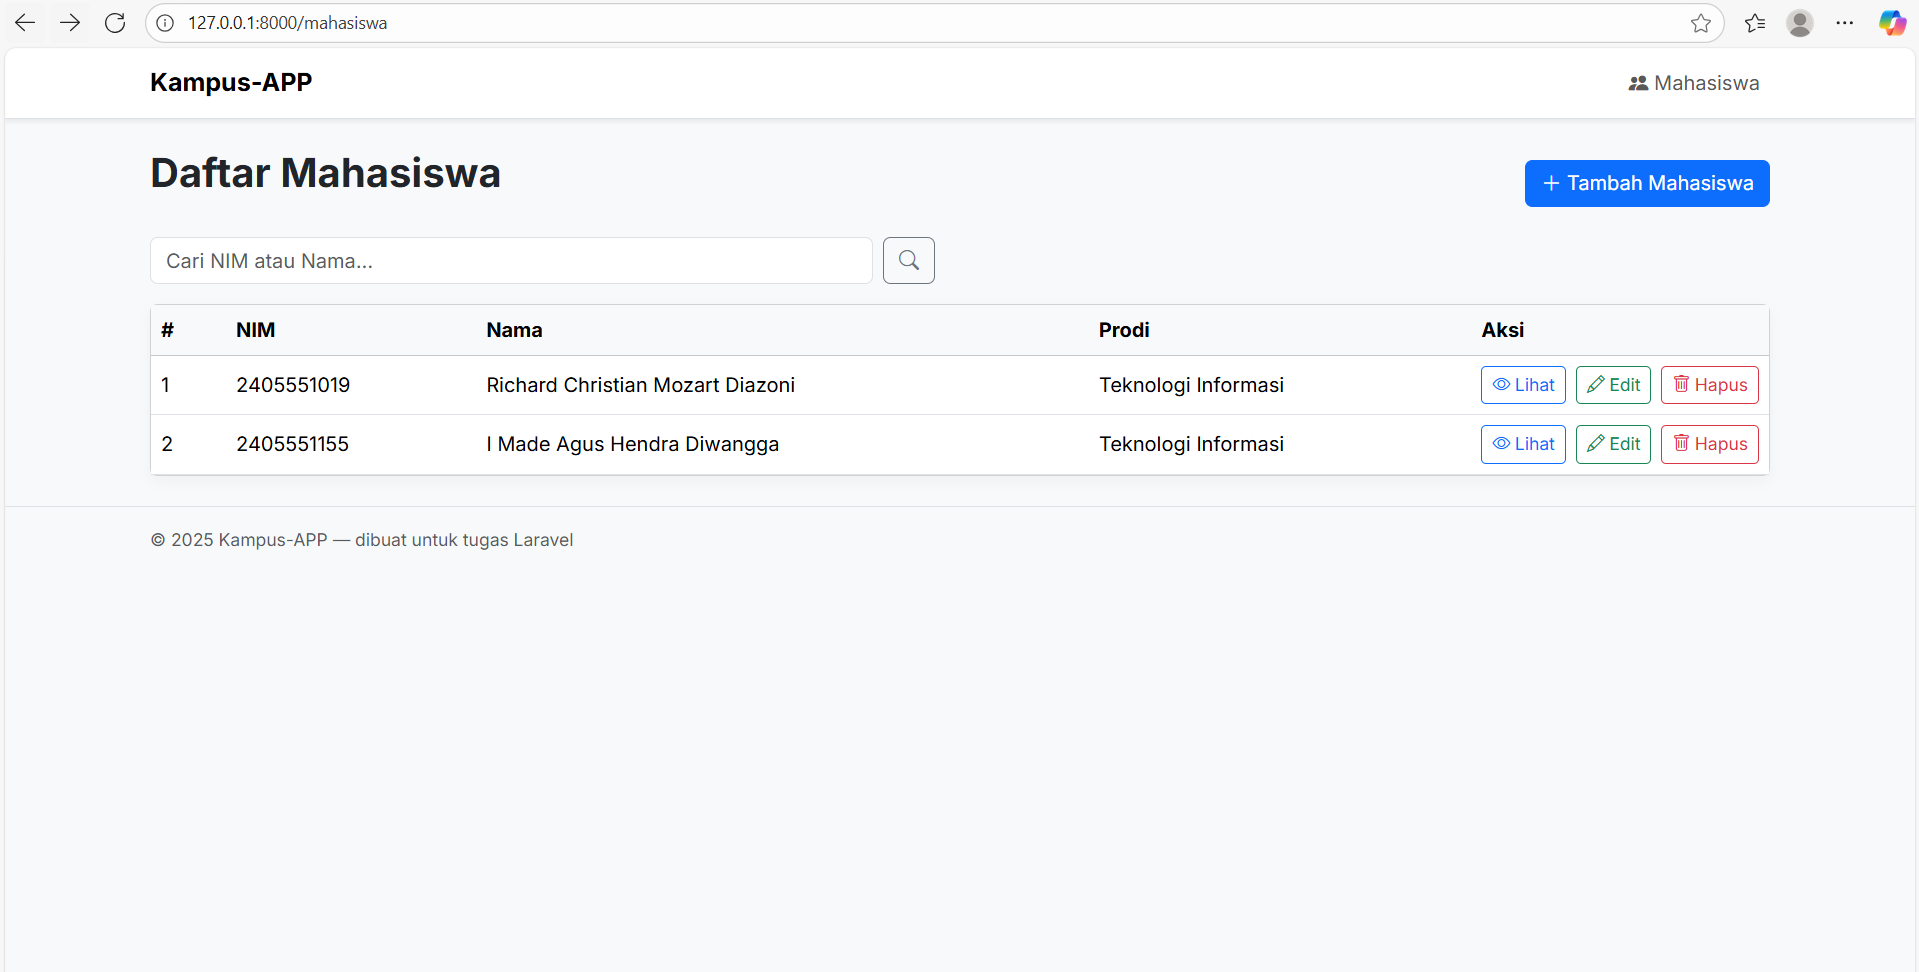 127.0.0.1:8000/mahasiswa
Kampus-APP Mahasiswa
Daftar Mahasiswa
+ Tambah Mahasiswa
Cari NIM atau Nama...
# NIM Nama Prodi Aksi
1 2405551019 Richard Christian Mozart Diazoni Teknologi Informasi Lihat Edit Hapus
2 2405551155 I Made Agus Hendra Diwangga Teknologi Informasi Lihat Edit Hapus
© 2025 Kampus-APP — dibuat untuk tugas Laravel